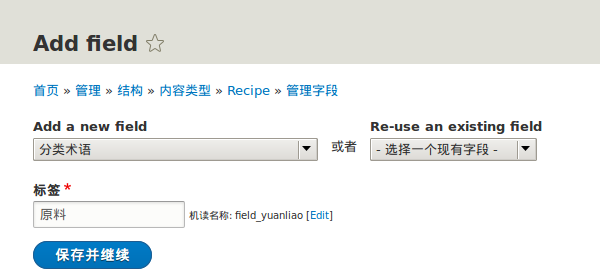 Add field
首页 » 管理 » 结构 » 内容类型 » Recipe » 管理字段
Add a new field
Re-use an existing field
分类术语
或者
- 选择一个现有字段 -
标签 *
原料
机读名称: field_yuanliao [Edit]
保存并继续